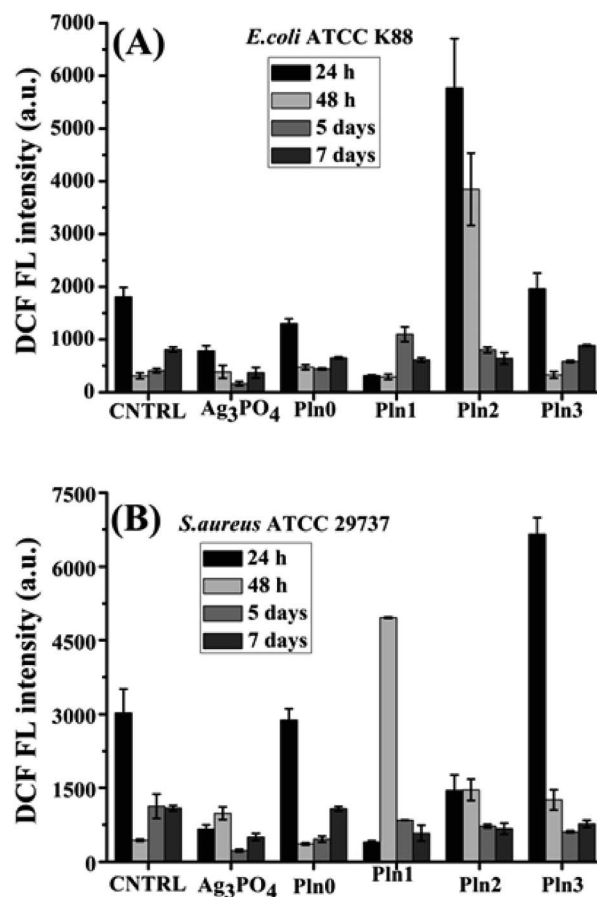 (A)
E.coli ATCC K88
24 h
48 h
5 days
7 days
DCF FL intensity (a.u.)
7000
6000
5000
4000
3000
2000
1000
0
CNTRL Ag₃PO₄ Pln0 Pln1 Pln2 Pln3
(B)
S.aureus ATCC 29737
24 h
48 h
5 days
7 days
DCF FL intensity (a.u.)
7500
6000
4500
3000
1500
0
CNTRL Ag₃PO₄ Pln0 Pln1 Pln2 Pln3